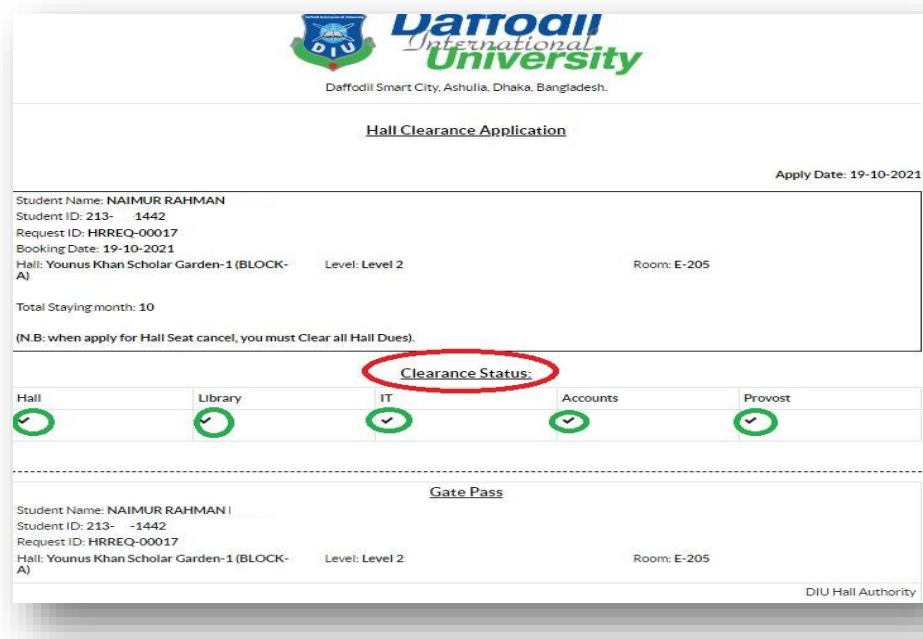 Daffodil
International
University
DIU
Daffodil Smart City, Ashulia, Dhaka, Bangladesh.
Hall Clearance Application
Apply Date: 19-10-2021
Student Name: NAIMUR RAHMAN
Student ID: 213- 1442
Request ID: HRREQ-00017
Booking Date: 19-10-2021
Hall: Younus Khan Scholar Garden-1 (BLOCK- Level: Level 2 Room: E-205
A)
Total Staying month: 10
(N.B: when apply for Hall Seat cancel, you must Clear all Hall Dues).
Clearance Status:
Hall Library IT Accounts Provost
✓ ✓ ✓ ✓ ✓
Gate Pass
Student Name: NAIMUR RAHMAN
Student ID: 213- -1442
Request ID: HRREQ-00017
Hall: Younus Khan Scholar Garden-1 (BLOCK- Level: Level 2 Room: E-205
A)
DIU Hall Authority